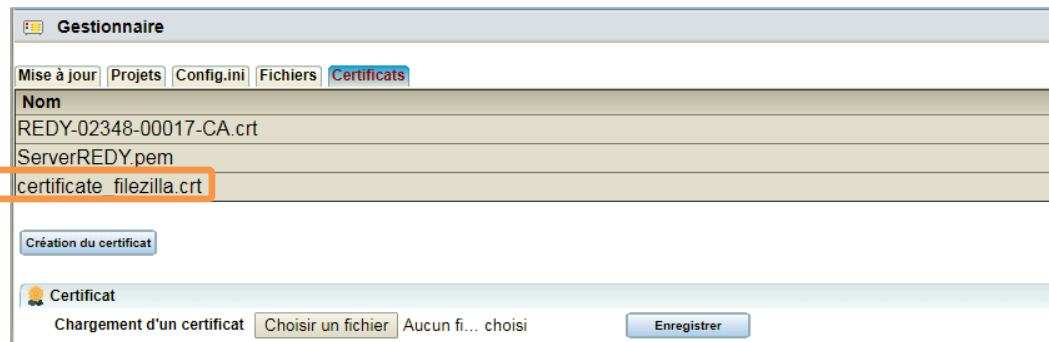 Gestionnaire
Mise à jour Projets Config.ini Fichiers Certificats
Nom
REDY-02348-00017-CA.crt
ServerREDY.pem
certificate_filezilla.crt
Création du certificat
Certificat
Chargement d'un certificat Choisir un fichier Aucun fi... choisi Enregistrer